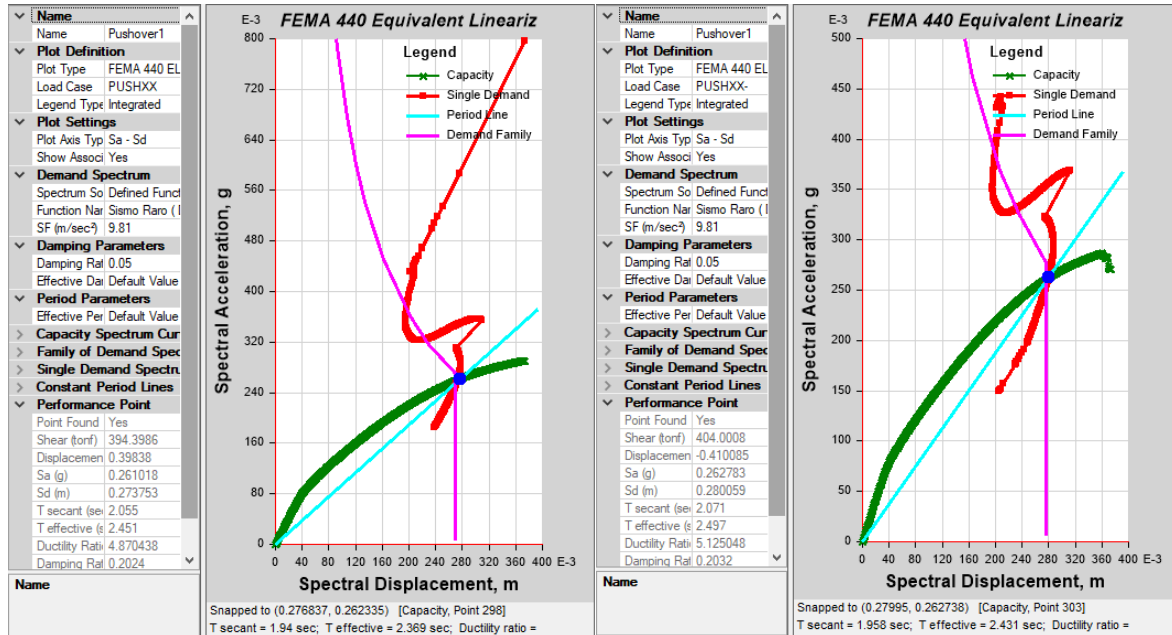 Name
Name Pushover1
Plot Definition
Plot Type FEMA 440 EL
Load Case PUSHXX
Legend Type Integrated
Plot Settings
Plot Axis Typ Sa - Sd
Show Associ Yes
Demand Spectrum
Spectrum So Defined Funct
Function Nar Sismo Raro ( I
SF (m/sec²) 9.81
Damping Parameters
Damping Rat 0.05
Effective Dar Default Value
Period Parameters
Effective Per Default Value
Capacity Spectrum Cur
Family of Demand Spec
Single Demand Spectru
Constant Period Lines
Performance Point
Point Found Yes
Shear (tonf) 394.3986
Displacemen 0.39838
Sa (g) 0.261018
Sd (m) 0.273753
T secant (sec 2.055
T effective (s 2.451
Ductility Ratio 4.870438
Damping Rat 0.2024
Name
E-3 FEMA 440 Equivalent Lineariz
Legend
Capacity
Single Demand
Period Line
Demand Family
Spectral Acceleration, g
800
720
640
560
480
400
320
240
160
80
0
0 40 80 120 160 200 240 280 320 360 400 E-3
Spectral Displacement, m
Snapped to (0.276837, 0.262335) [Capacity, Point 298]
T secant = 1.94 sec; T effective = 2.369 sec; Ductility ratio =
Name
Name Pushover1
Plot Definition
Plot Type FEMA 440 EL
Load Case PUSHXX-
Legend Type Integrated
Plot Settings
Plot Axis Typ Sa - Sd
Show Associ Yes
Demand Spectrum
Spectrum So Defined Funct
Function Nar Sismo Raro ( I
SF (m/sec²) 9.81
Damping Parameters
Damping Rat 0.05
Effective Dar Default Value
Period Parameters
Effective Per Default Value
Capacity Spectrum Cur
Family of Demand Spec
Single Demand Spectru
Constant Period Lines
Performance Point
Point Found Yes
Shear (tonf) 404.0008
Displacemen -0.410085
Sa (g) 0.262783
Sd (m) 0.280059
T secant (sec 2.071
T effective (s 2.497
Ductility Ratio 5.125048
Damping Rat 0.2032
Name
E-3 FEMA 440 Equivalent Lineariz
Legend
Capacity
Single Demand
Period Line
Demand Family
Spectral Acceleration, g
500
450
400
350
300
250
200
150
100
50
0
0 40 80 120 160 200 240 280 320 360 400 E-3
Spectral Displacement, m
Snapped to (0.27995, 0.262738) [Capacity, Point 303]
T secant = 1.958 sec; T effective = 2.431 sec; Ductility ratio =